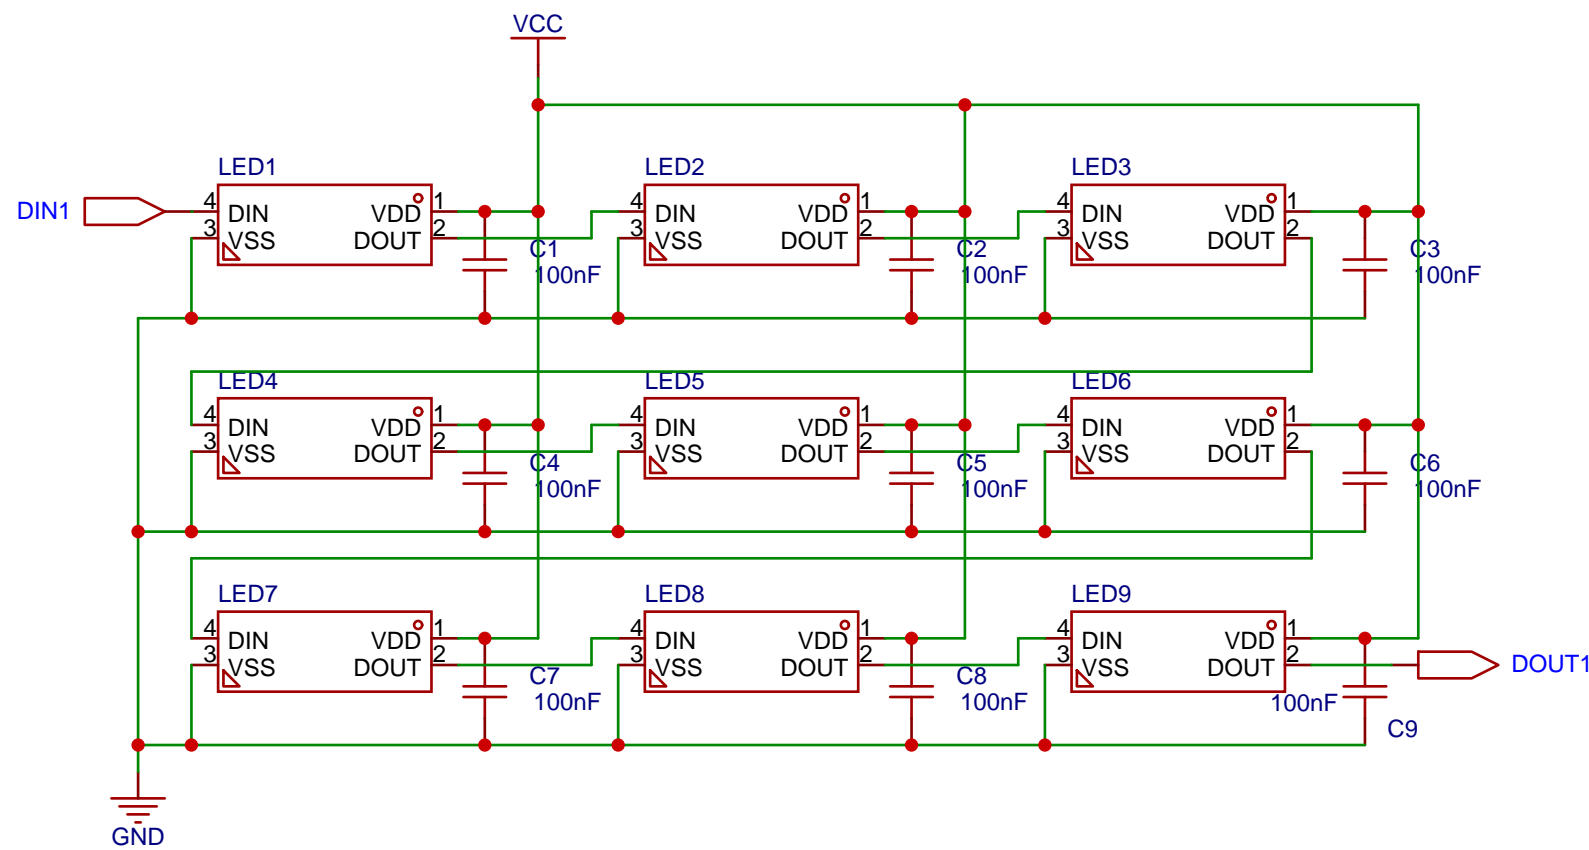 VCC
LED1
LED2
LED3
DIN1
4 DIN VDD 1
3 VSS DOUT 2
4 DIN VDD 1
3 VSS DOUT 2
4 DIN VDD 1
3 VSS DOUT 2
C1
100nF
C2
100nF
C3
100nF
LED4
LED5
LED6
4 DIN VDD 1
3 VSS DOUT 2
4 DIN VDD 1
3 VSS DOUT 2
4 DIN VDD 1
3 VSS DOUT 2
C4
100nF
C5
100nF
C6
100nF
LED7
LED8
LED9
4 DIN VDD 1
3 VSS DOUT 2
4 DIN VDD 1
3 VSS DOUT 2
4 DIN VDD 1
3 VSS DOUT 2
DOUT1
C7
100nF
C8
100nF
100nF
C9
GND